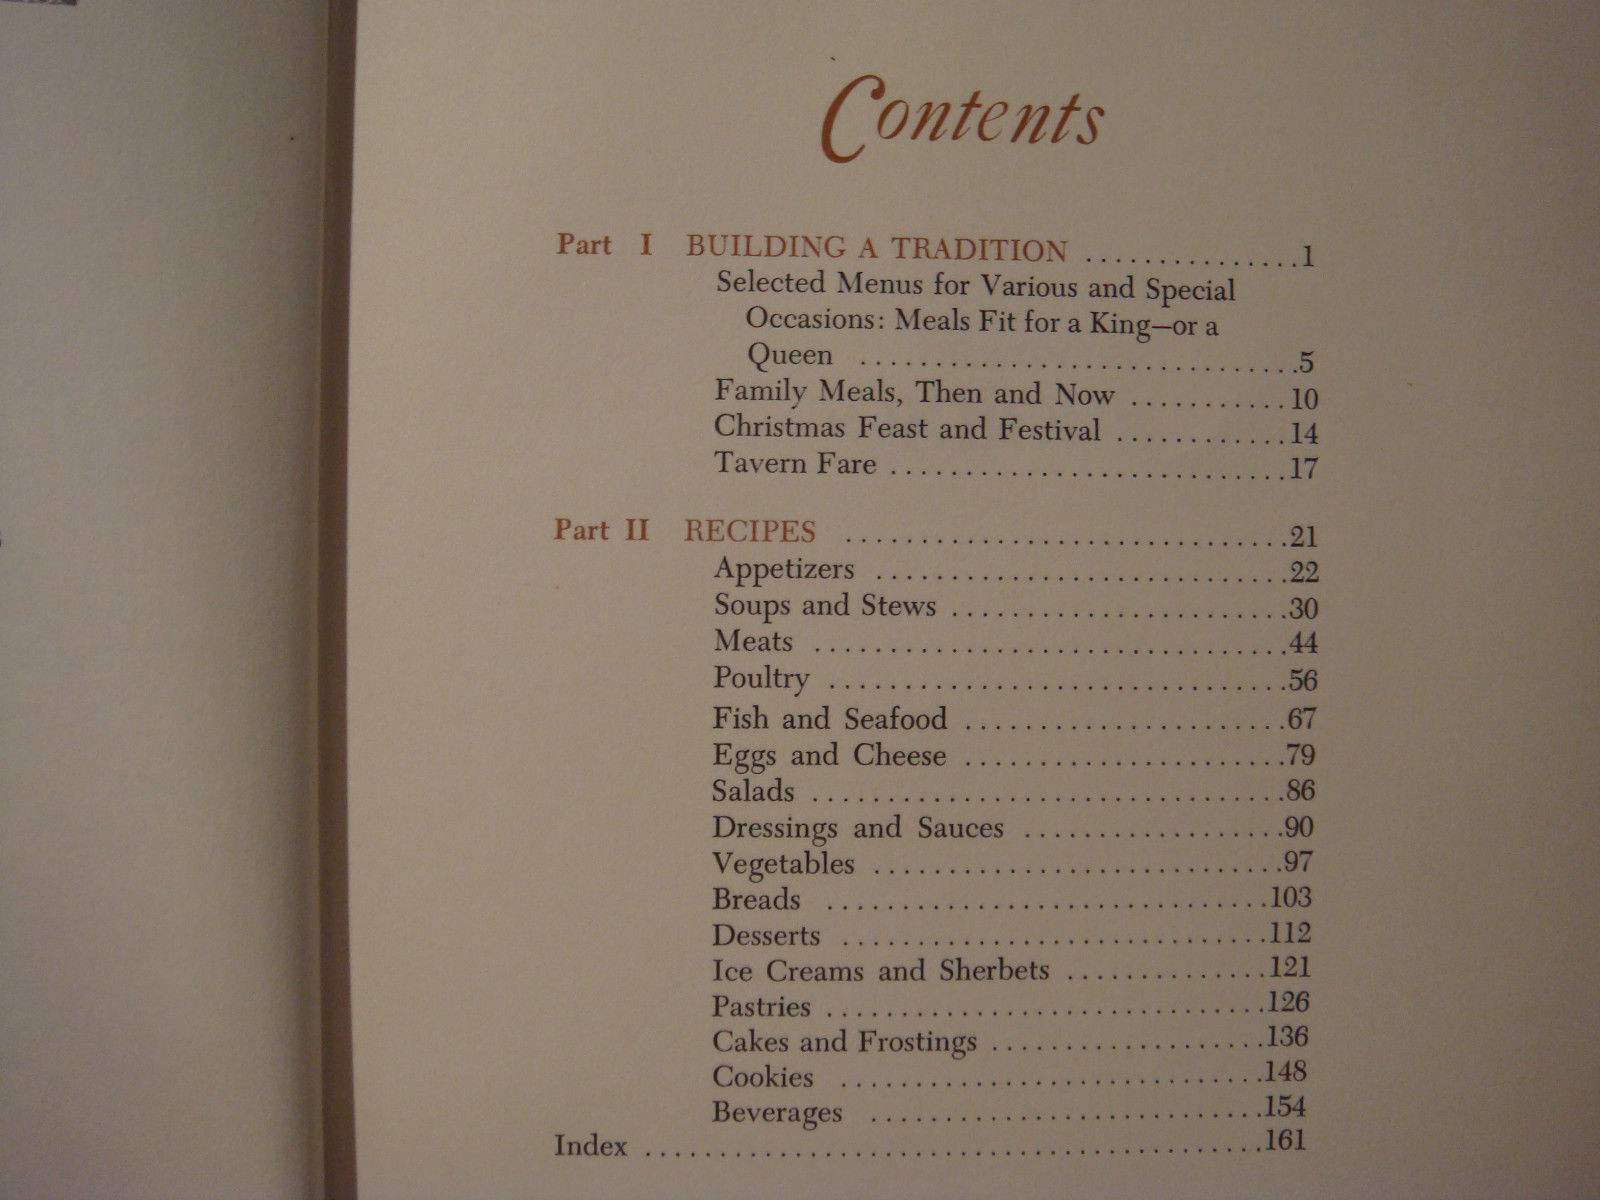 Contents
Part I BUILDING A TRADITION ...............1
Selected Menus for Various and Special
Occasions: Meals Fit for a King—or a
Queen ..............................5
Family Meals, Then and Now ...........10
Christmas Feast and Festival ............14
Tavern Fare ...........................17
Part II RECIPES ..............................21
Appetizers ............................22
Soups and Stews .......................30
Meats ................................44
Poultry ...............................56
Fish and Seafood ......................67
Eggs and Cheese ......................79
Salads ................................86
Dressings and Sauces ..................90
Vegetables ............................97
Breads ..............................103
Desserts .............................112
Ice Creams and Sherbets ..............121
Pastries ..............................126
Cakes and Frostings ...................136
Cookies .............................148
Beverages ...........................154
Index ..........................................161